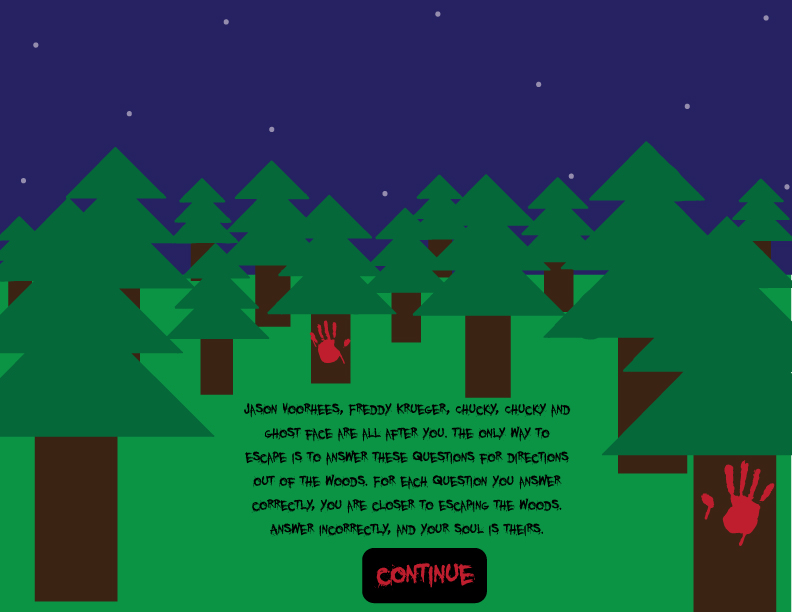 JASON VOORHEES, FREDDY KRUEGER, CHUCKY, CHUCKY AND
GHOST FACE ARE ALL AFTER YOU. THE ONLY WAY TO
ESCAPE IS TO ANSWER THESE QUESTIONS FOR DIRECTIONS
OUT OF THE WOODS. FOR EACH QUESTION YOU ANSWER
CORRECTLY, YOU ARE CLOSER TO ESCAPING THE WOODS.
ANSWER INCORRECTLY, AND YOUR SOUL IS THEIRS.
CONTINUE